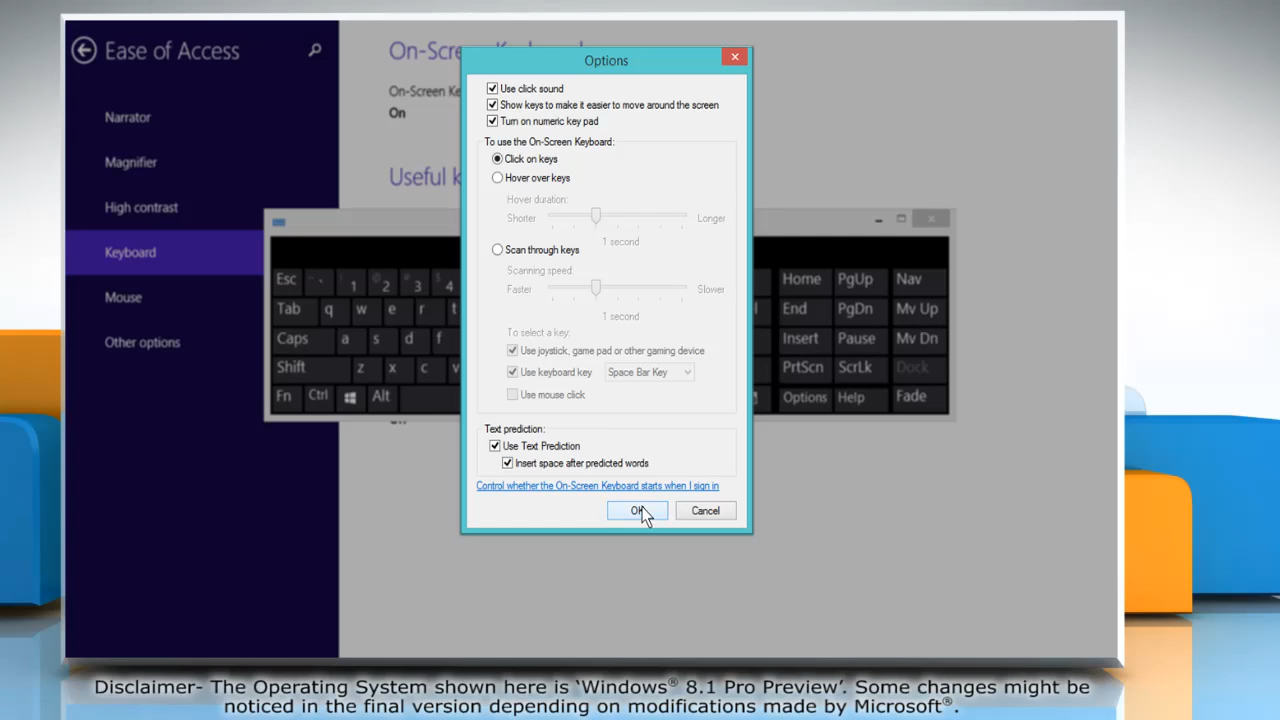 Ease of Access
Narrator
Magnifier
High contrast
Keyboard
Mouse
Other options
On-Scre
On-Screen Ke
On
Useful k
Options
Use click sound
Show keys to make it easier to move around the screen
Turn on numeric key pad
To use the On-Screen Keyboard:
Click on keys
Hover over keys
Hover duration:
Shorter Longer
1 second
Scan through keys
Scanning speed:
Faster Slower
1 second
To select a key:
Use joystick, game pad or other gaming device
Use keyboard key Space Bar Key
Use mouse click
Text prediction:
Use Text Prediction
Insert space after predicted words
Control whether the On-Screen Keyboard starts when I sign in
OK Cancel
Esc ~ ` ! 1 @ 2 # 3 $ 4
Tab q w e r t
Caps a s d f
Shift z x c v
Fn Ctrl Alt
Home PgUp Nav
End PgDn Mv Up
Insert Pause Mv Dn
PrtScn ScrLk Dock
Options Help Fade
Disclaimer- The Operating System shown here is ‘Windows® 8.1 Pro Preview’. Some changes might be
noticed in the final version depending on modifications made by Microsoft®.